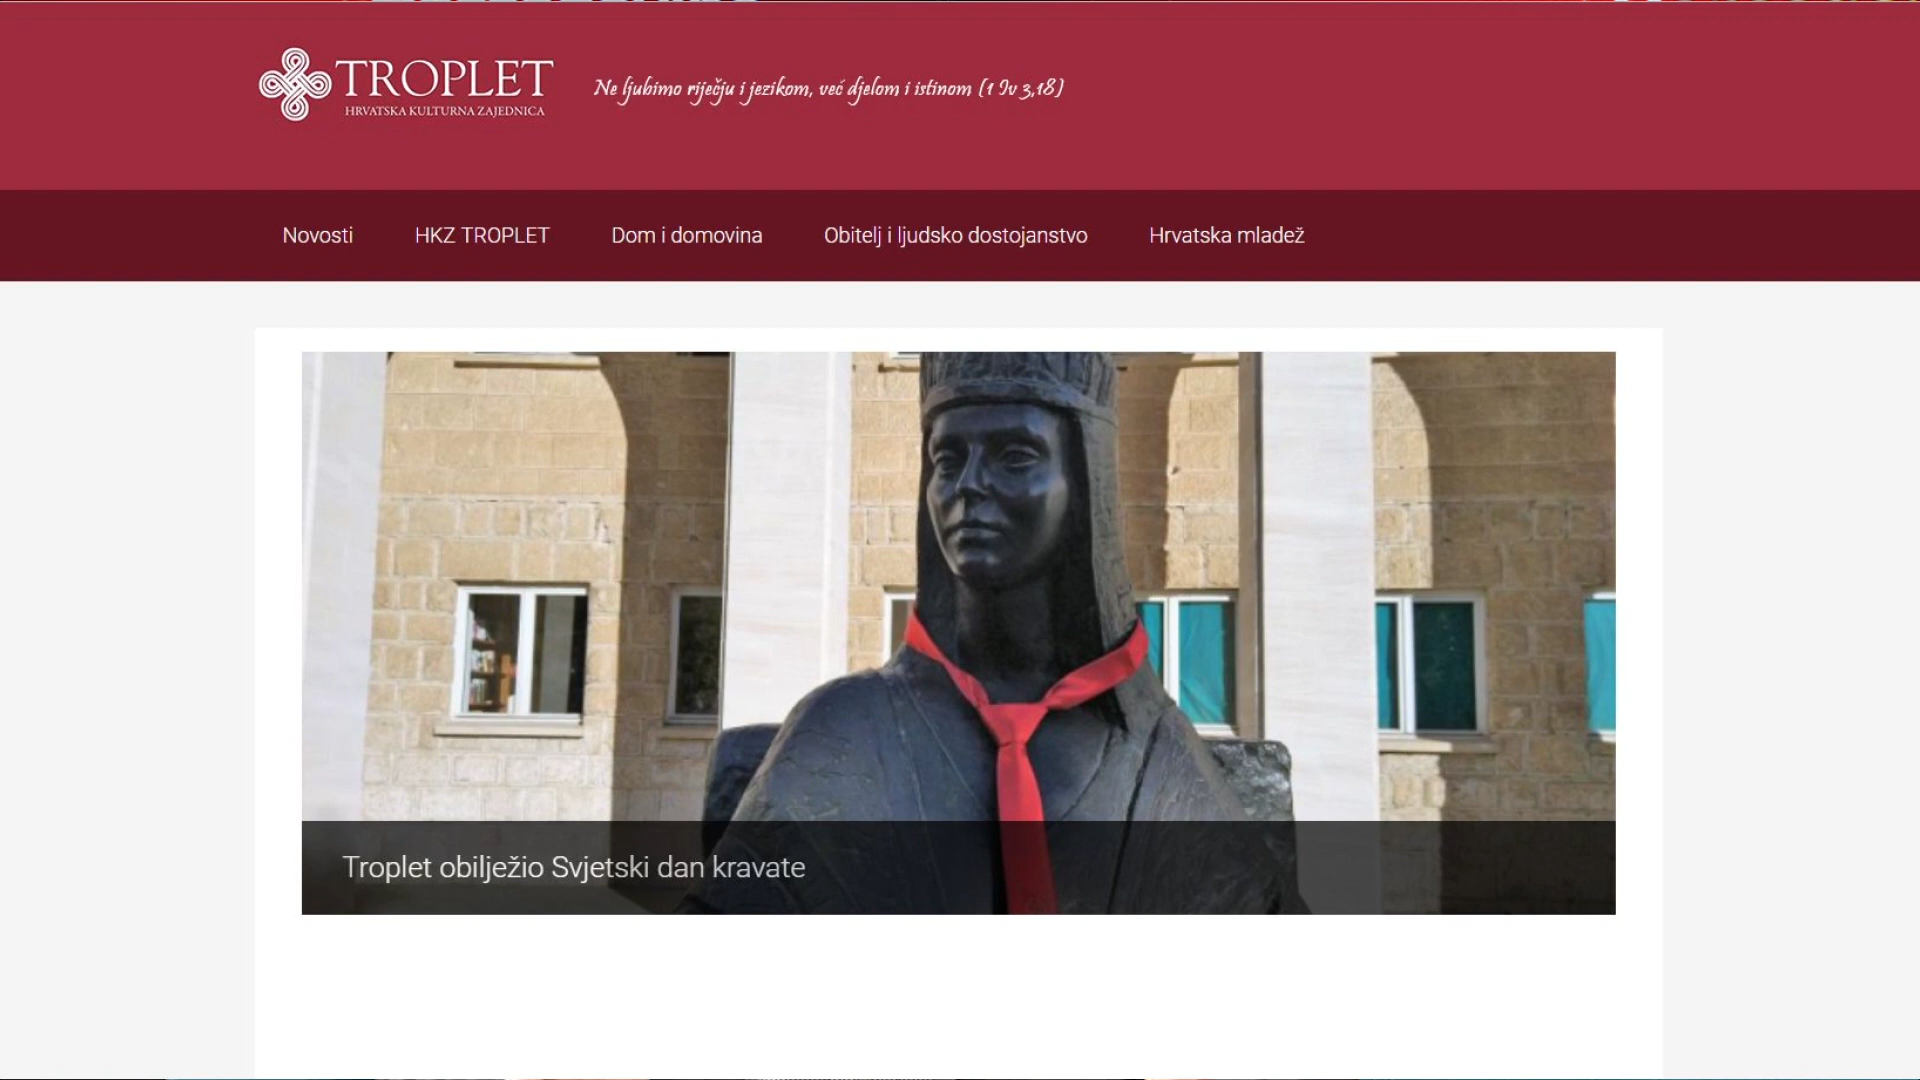 TROPLET
HRVATSKA KULTURNA ZAJEDNICA
Ne ljubimo riječju i jezikom, već djelom i istinom (1 Iv 3,18)
Novosti
HKZ TROPLET
Dom i domovina
Obitelj i ljudsko dostojanstvo
Hrvatska mladež
Troplet obilježio Svjetski dan kravate